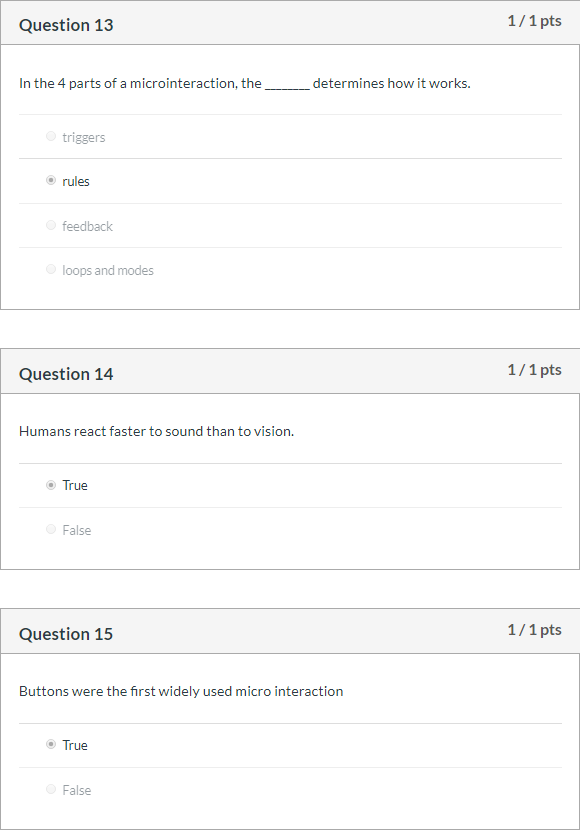 Question 13 1 / 1 pts
In the 4 parts of a microinteraction, the ________ determines how it works.
triggers
rules
feedback
loops and modes
Question 14 1 / 1 pts
Humans react faster to sound than to vision.
True
False
Question 15 1 / 1 pts
Buttons were the first widely used micro interaction
True
False